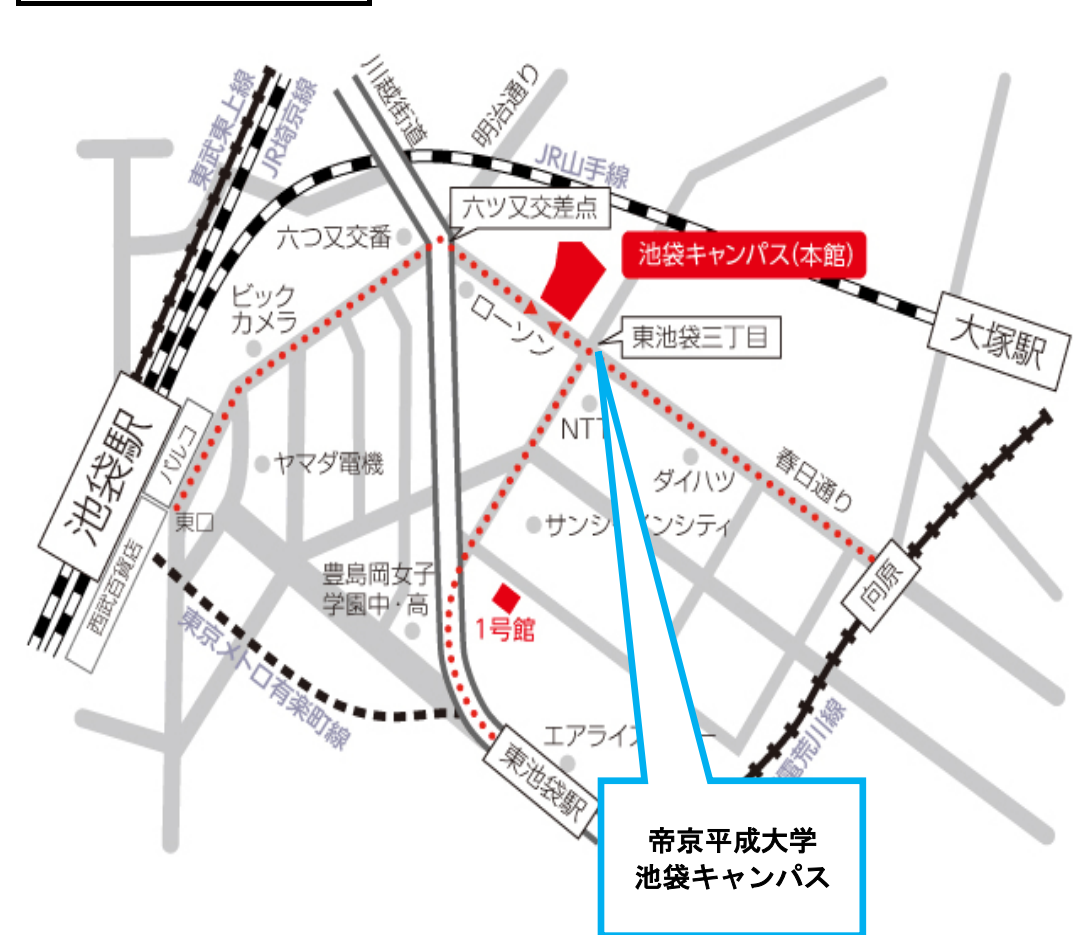 東武東上線
JR埼京線
川越街道
明治通り
JR山手線
六ツ又交差点
六つ又交番
池袋キャンパス(本館)
ビック
カメラ
ローソン
東池袋三丁目
大塚駅
池袋駅
パルコ
NTT
ヤマダ電機
ダイハツ
春日通り
東口
サンシ
インシティ
西武百貨店
豊島岡女子
学園中・高
向原
1号館
東京メトロ有楽町線
エアライズ
ー
東池袋駅
電荒川線
帝京平成大学
池袋キャンパス